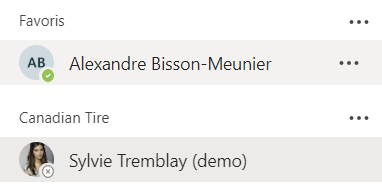 Favoris
AB Alexandre Bisson-Meunier
Canadian Tire
Sylvie Tremblay (demo)